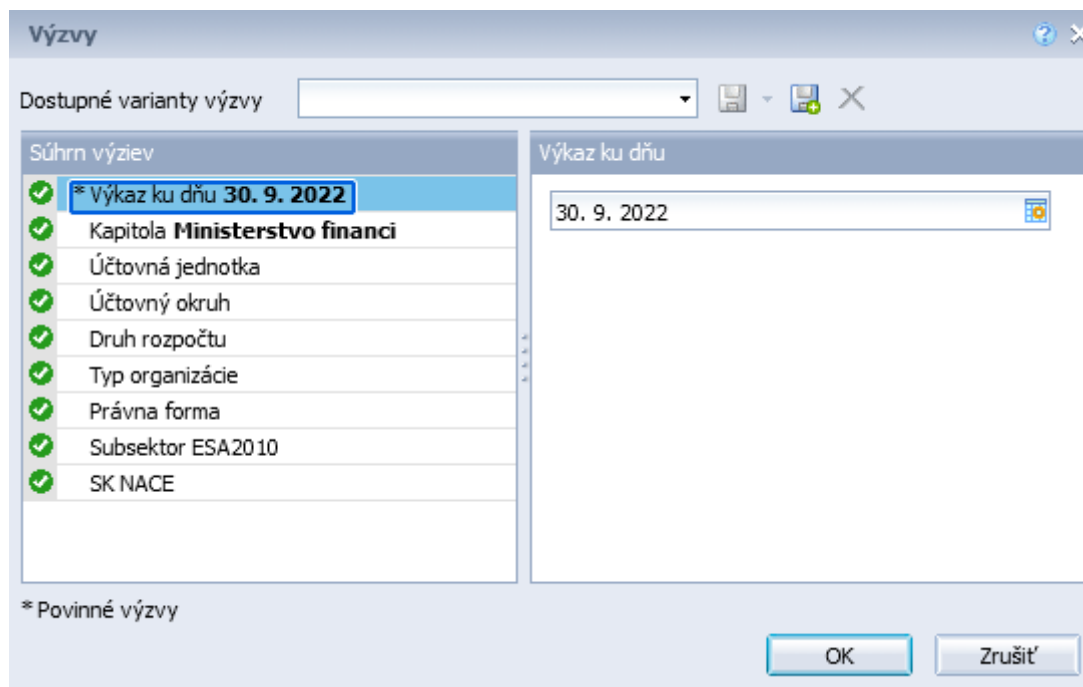 Výzvy
Dostupné varianty výzvy
Súhrn výziev
Výkaz ku dňu
* Výkaz ku dňu 30. 9. 2022
30. 9. 2022
Kapitola Ministerstvo financi
Účtovná jednotka
Účtovný okruh
Druh rozpočtu
Typ organizácie
Právna forma
Subsektor ESA2010
SK NACE
* Povinné výzvy
OK
Zrušiť